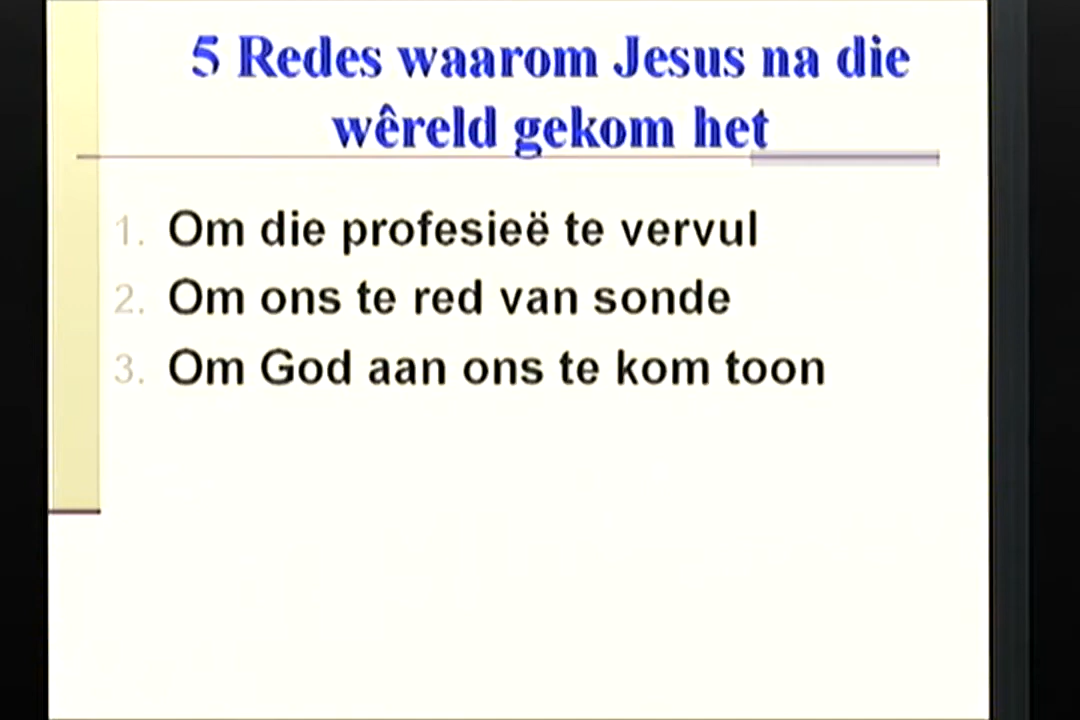 5 Redes waarom Jesus na die
wêreld gekom het
1. Om die profesieë te vervul
2. Om ons te red van sonde
3. Om God aan ons te kom toon